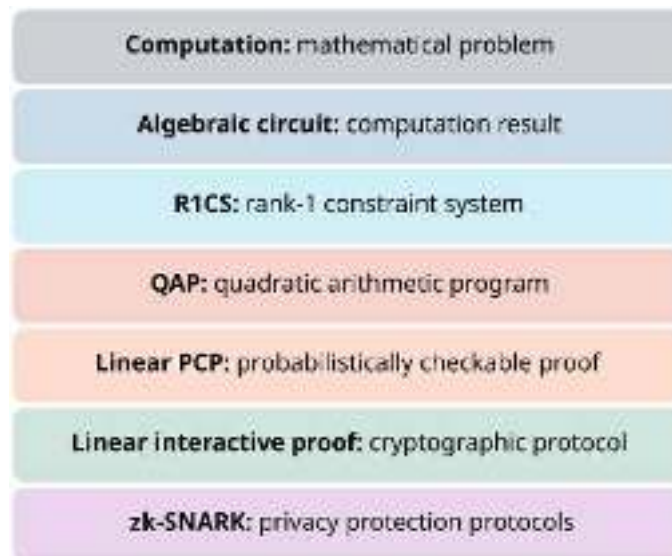 Computation: mathematical problem
Algebraic circuit: computation result
R1CS: rank-1 constraint system
QAP: quadratic arithmetic program
Linear PCP: probabilistically checkable proof
Linear interactive proof: cryptographic protocol
zk-SNARK: privacy protection protocols